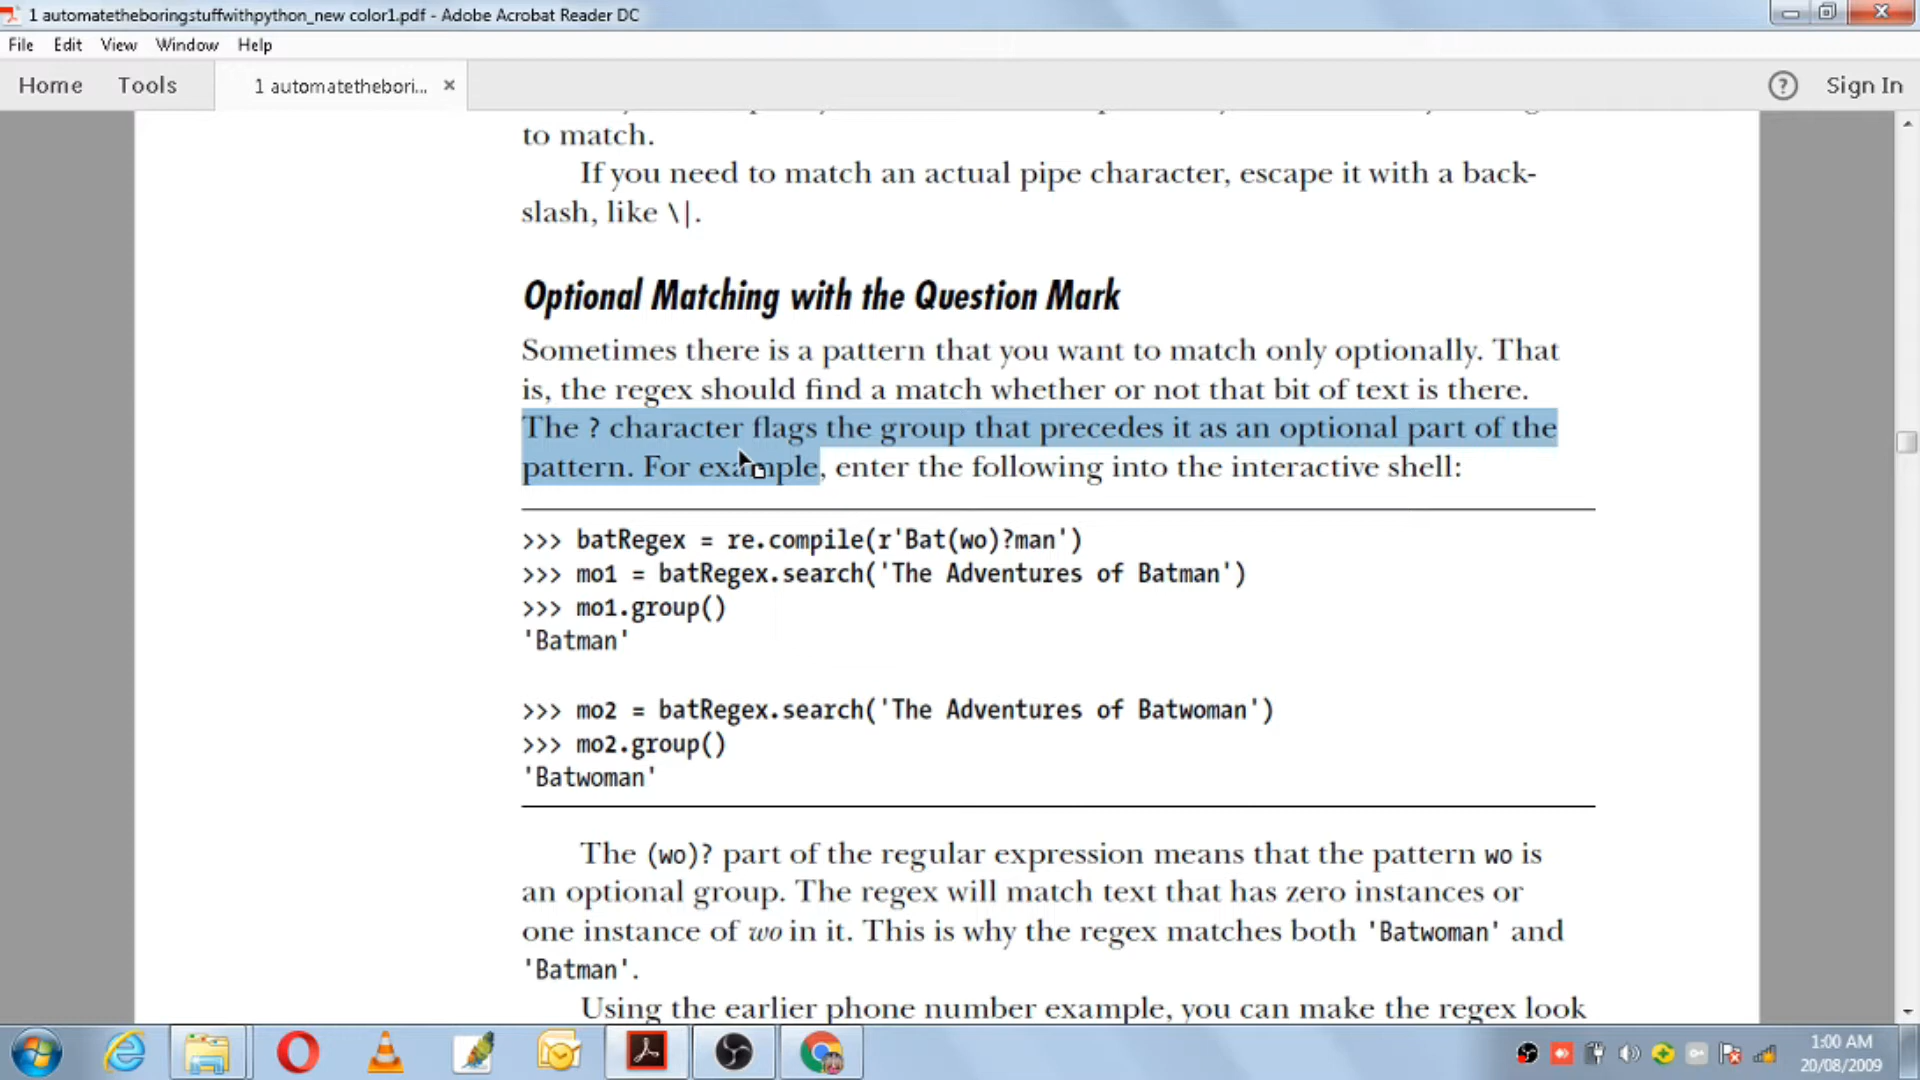 1 automatetheboringstuffwithpython_new color1.pdf - Adobe Acrobat Reader DC
File Edit View Window Help
Home Tools 1 automatethebori... × ? Sign In
to match.
If you need to match an actual pipe character, escape it with a back-
slash, like \|.
Optional Matching with the Question Mark
Sometimes there is a pattern that you want to match only optionally. That
is, the regex should find a match whether or not that bit of text is there.
The ? character flags the group that precedes it as an optional part of the
pattern. For example, enter the following into the interactive shell:
>>> batRegex = re.compile(r'Bat(wo)?man')
>>> mo1 = batRegex.search('The Adventures of Batman')
>>> mo1.group()
'Batman'
>>> mo2 = batRegex.search('The Adventures of Batwoman')
>>> mo2.group()
'Batwoman'
The (wo)? part of the regular expression means that the pattern wo is
an optional group. The regex will match text that has zero instances or
one instance of wo in it. This is why the regex matches both 'Batwoman' and
'Batman'.
Using the earlier phone number example, you can make the regex look
1:00 AM
20/08/2009